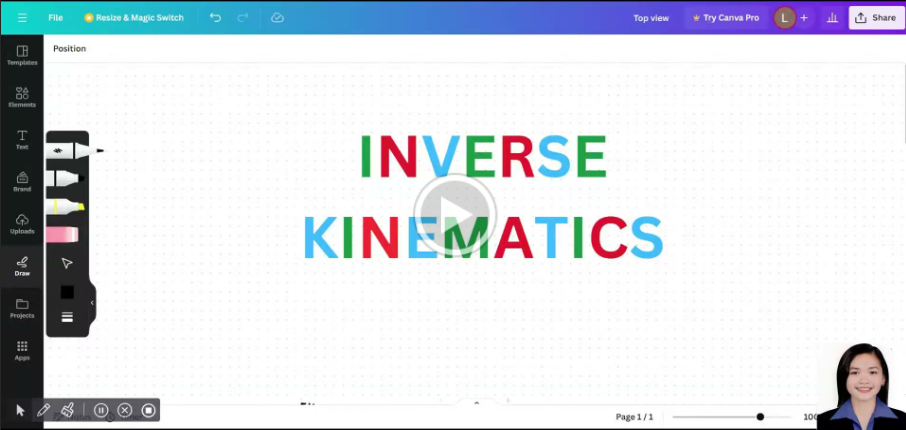 File
Resize & Magic Switch
Top view
Try Canva Pro
L
+
Share
Position
Templates
Elements
Text
Brand
Uploads
Draw
Projects
Apps
INVERSE
KINEMATICS
Page 1 / 1